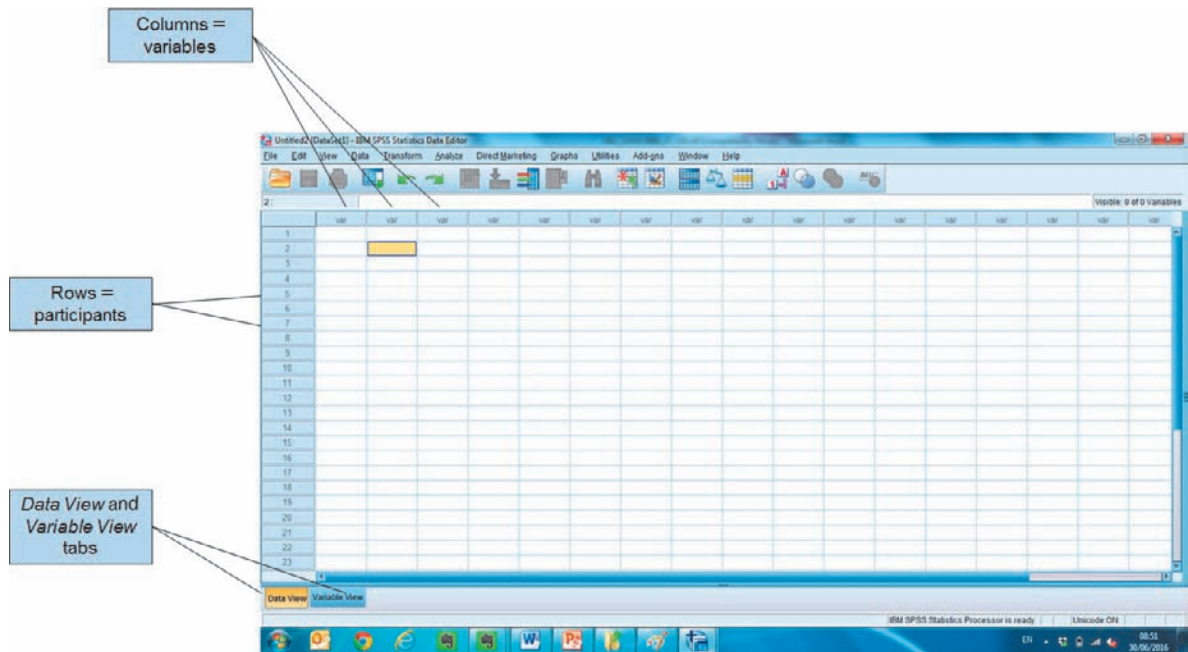 Columns =
variables
Untitled2 [DataSet1] - IBM SPSS Statistics Data Editor
File Edit View Data Transform Analyze Direct Marketing Graphs Utilities Add-ons Window Help
2 :
Visible: 0 of 0 Variables
var var var var var var var var var var var var var var var var var
1
2
3
4
Rows =
participants
5
6
7
8
9
10
11
12
13
14
15
16
17
18
19
20
21
22
23
Data View and
Variable View
tabs
Data View Variable View
IBM SPSS Statistics Processor is ready Unicode:ON
EN 08:51
30/06/2016